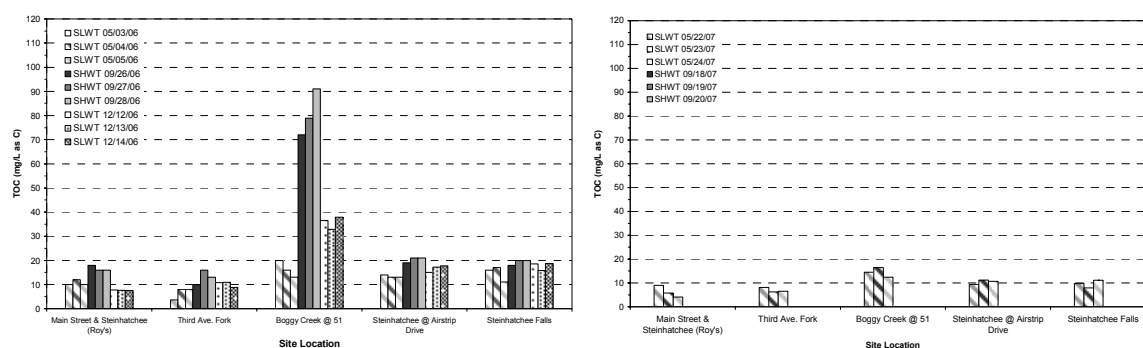 120
110
100
90
80
70
60
50
40
30
20
10
0
TOC (mg/L as C)
SLWT 05/03/06
SLWT 05/04/06
SLWT 05/05/06
SHWT 09/26/06
SHWT 09/27/06
SHWT 09/28/06
SLWT 12/12/06
SLWT 12/13/06
SLWT 12/14/06
Main Street & Steinhatchee
(Roy's)
Third Ave. Fork
Boggy Creek @ 51
Steinhatchee @ Airstrip
Drive
Steinhatchee Falls
Site Location
120
110
100
90
80
70
60
50
40
30
20
10
0
TOC (mg/L as C)
SLWT 05/22/07
SLWT 05/23/07
SLWT 05/24/07
SHWT 09/18/07
SHWT 09/19/07
SHWT 09/20/07
Main Street &
Steinhatchee (Roy's)
Third Ave. Fork
Boggy Creek @ 51
Steinhatchee @ Airstrip
Drive
Steinhatchee Falls
Site Location